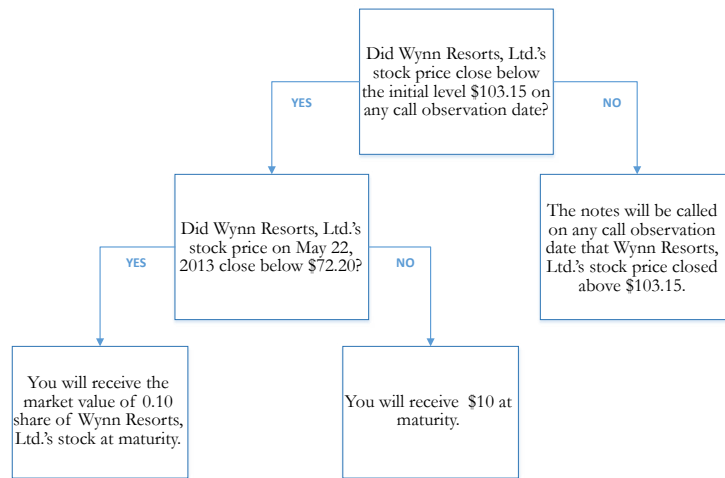 Did Wynn Resorts, Ltd.'s
stock price close below
the initial level $103.15 on
any call observation date?
YES
NO
Did Wynn Resorts, Ltd.'s
stock price on May 22,
2013 close below $72.20?
The notes will be called
on any call observation
date that Wynn Resorts,
Ltd.'s stock price closed
above $103.15.
YES
NO
You will receive the
market value of 0.10
share of Wynn Resorts,
Ltd.'s stock at maturity.
You will receive $10 at
maturity.